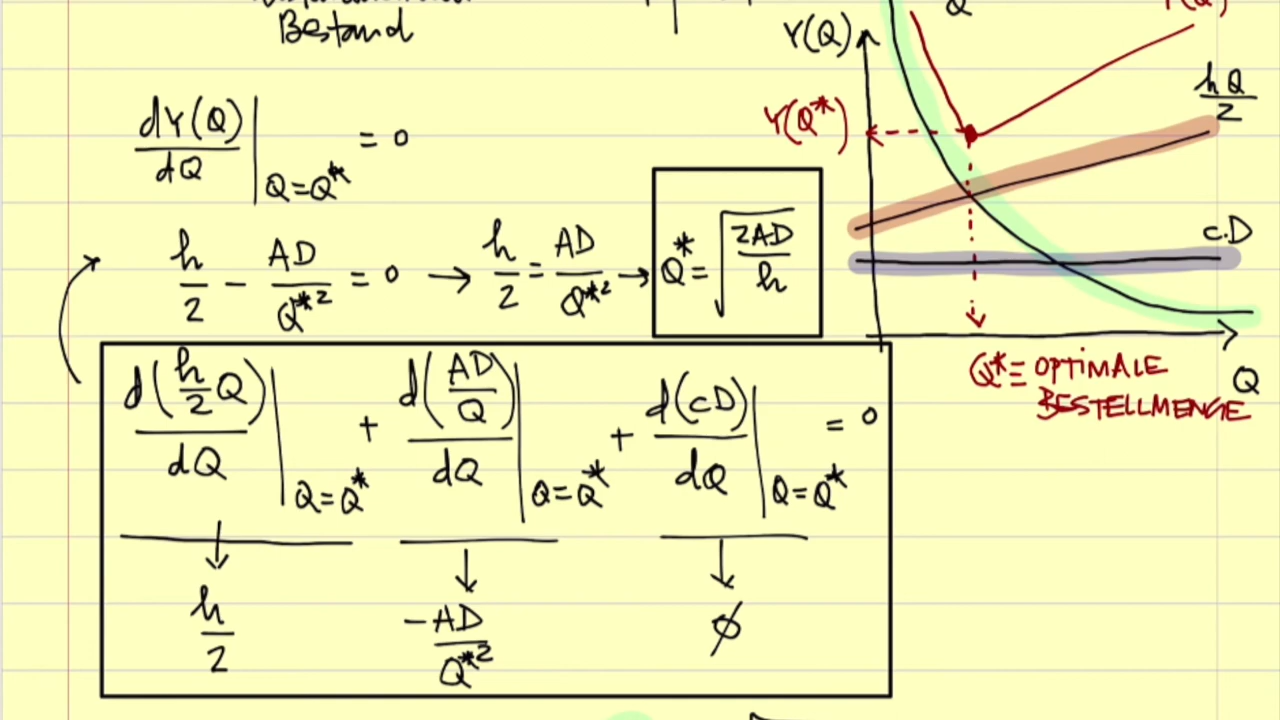 Bestand
Y(Q)
dY(Q)/dQ |Q=Q* = 0
Y(Q*)
hQ/2
c.D
h/2 - AD/Q*² = 0 → h/2 = AD/Q*² → Q* = √(2AD/h)
Q* ≡ OPTiMALE
BESTELLMENGE
Q
d(h/2 Q)/dQ |Q=Q* + d(AD/Q)/dQ |Q=Q* + d(cD)/dQ |Q=Q* = 0
↓ ↓ ↓
h/2 -AD/Q*² ∅